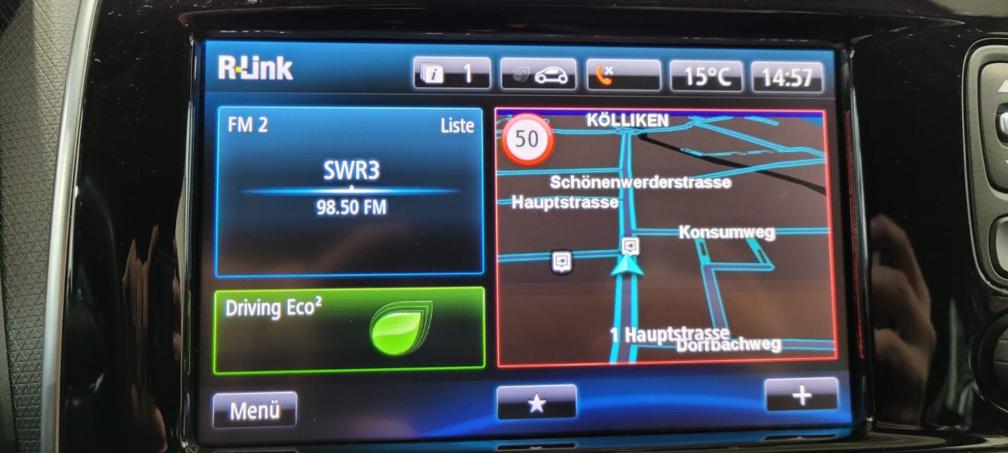 R-Link
i 1
15°C
14:57
FM 2
Liste
SWR3
98.50 FM
Driving Eco²
Menü
50
KÖLLIKEN
Schönenwerderstrasse
Hauptstrasse
Konsumweg
1 Hauptstrasse
Dorfbachweg